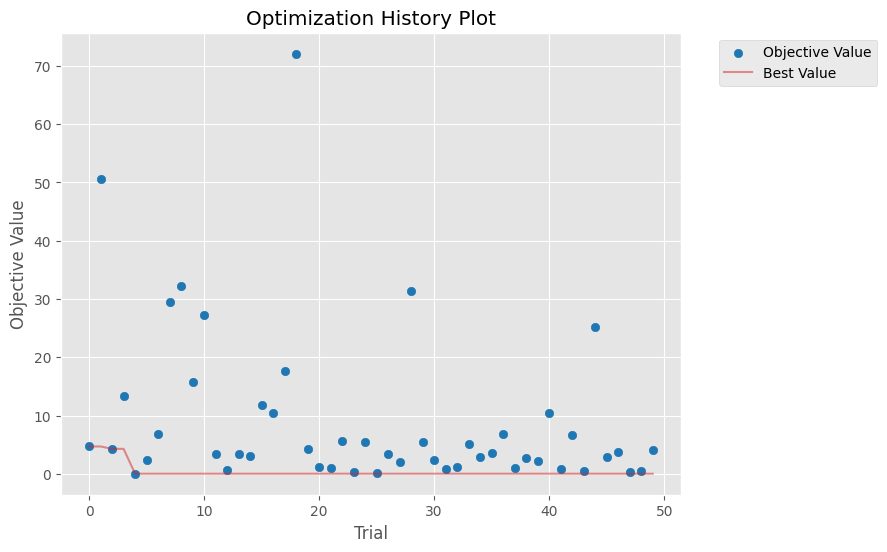 Optimization History Plot
Objective Value
Best Value
Objective Value
70
60
50
40
30
20
10
0
0 10 20 30 40 50
Trial